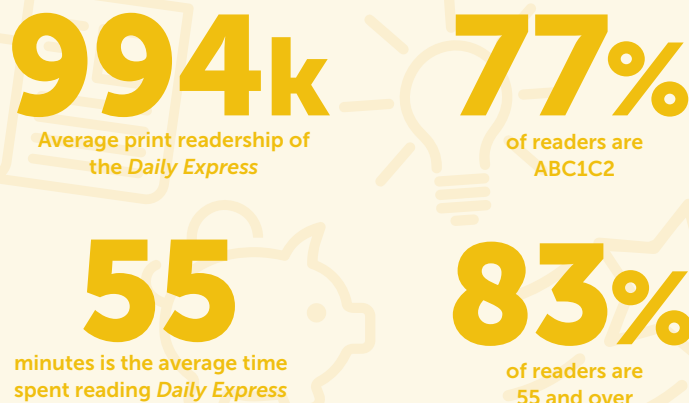 994k
Average print readership of
the Daily Express
77%
of readers are
ABC1C2
55
minutes is the average time
spent reading Daily Express
83%
of readers are
55 and over